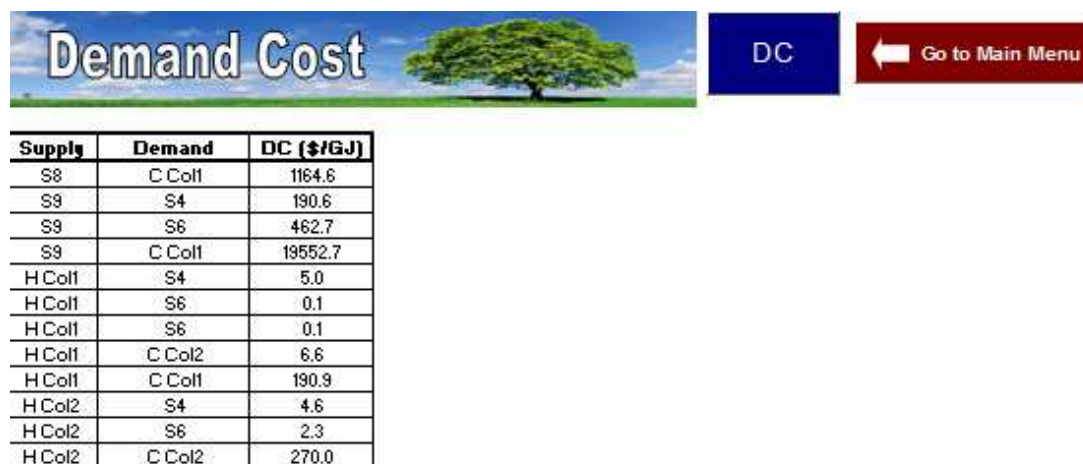 Demand Cost
DC
Go to Main Menu
Supply Demand DC ($/GJ)
S8 C Col1 1164.6
S9 S4 190.6
S9 S6 462.7
S9 C Col1 19552.7
H Col1 S4 5.0
H Col1 S6 0.1
H Col1 S6 0.1
H Col1 C Col2 6.6
H Col1 C Col1 190.9
H Col2 S4 4.6
H Col2 S6 2.3
H Col2 C Col2 270.0